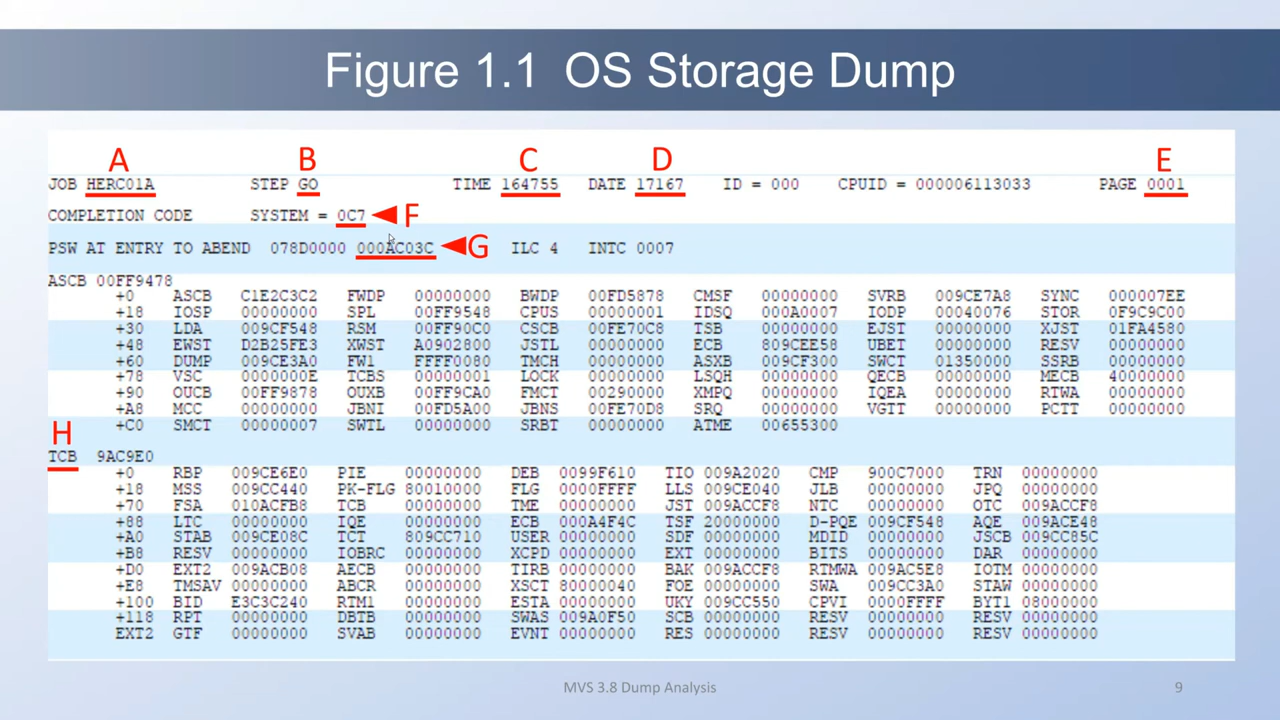 Figure 1.1 OS Storage Dump
A B C D E
JOB HERC01A STEP GO TIME 164755 DATE 17167 ID = 000 CPUID = 000006113033 PAGE 0001
COMPLETION CODE SYSTEM = 0C7 F
PSW AT ENTRY TO ABEND 078D0000 000AC03C G ILC 4 INTC 0007
ASCB 00FF9478
+0 ASCB C1E2C3C2 FWDP 00000000 BWDP 00FD5878 CMSF 00000000 SVRB 009CE7A8 SYNC 000007EE
+18 IOSP 00000000 SPL 00FF9548 CPUS 00000001 IDSQ 000A0007 IODP 00040076 STOR 0F9C9C00
+30 LDA 009CF548 RSM 00FF90C0 CSCB 00FE70C8 TSB 00000000 EJST 00000000 XJST 01FA4580
+48 EWST D2B25FE3 XWST A0902800 JSTL 00000000 ECB 809CEE58 UBET 00000000 RESV 00000000
+60 DUMP 009CE3A0 FW1 FFFF0080 TMCH 00000000 ASXB 009CF300 SWCT 01350000 SSRB 00000000
+78 VSC 0000000E TCBS 00000001 LOCK 00000000 LSQH 00000000 QECB 00000000 MECB 40000000
+90 OUCB 00FF9878 OUXB 00FF9CA0 FMCT 00290000 XMPQ 00000000 IQEA 00000000 RTWA 00000000
+A8 MCC 00000000 JBNI 00FD5A00 JBNS 00FE70D8 SRQ 00000000 VGTT 00000000 PCTT 00000000
+C0 SMCT 00000007 SWTL 00000000 SRBT 00000000 ATME 00655300
H
TCB 9AC9E0
+0 RBP 009CE6E0 PIE 00000000 DEB 0099F610 TIO 009A2020 CMP 900C7000 TRN 00000000
+18 MSS 009CC440 PK-FLG 80010000 FLG 0000FFFF LLS 009CE040 JLB 00000000 JPQ 00000000
+70 FSA 010ACFB8 TCB 00000000 TME 00000000 JST 009ACCF8 NTC 00000000 OTC 009ACCF8
+88 LTC 00000000 IQE 00000000 ECB 000A4F4C TSF 20000000 D-PQE 009CF548 AQE 009ACE48
+A0 STAB 009CE08C TCT 809CC710 USER 00000000 SDF 00000000 MDID 00000000 JSCB 009CC85C
+B8 RESV 00000000 IOBRC 00000000 XCPD 00000000 EXT 00000000 BITS 00000000 DAR 00000000
+D0 EXT2 009ACB08 AECB 00000000 TIRB 00000000 BAK 009ACCF8 RTMWA 009AC5E8 IOTM 00000000
+E8 TMSAV 00000000 ABCR 00000000 XSCT 80000040 FOE 00000000 SWA 009CC3A0 STAW 00000000
+100 BID E3C3C240 RTM1 00000000 ESTA 00000000 UKY 009CC550 CPVI 0000FFFF BYT1 08000000
+118 RPT 00000000 DBTB 00000000 SWAS 009A0F50 SCB 00000000 RESV 00000000 RESV 00000000
EXT2 GTF 00000000 SVAB 00000000 EVNT 00000000 RES 00000000 RESV 00000000 RESV 00000000
MVS 3.8 Dump Analysis 9